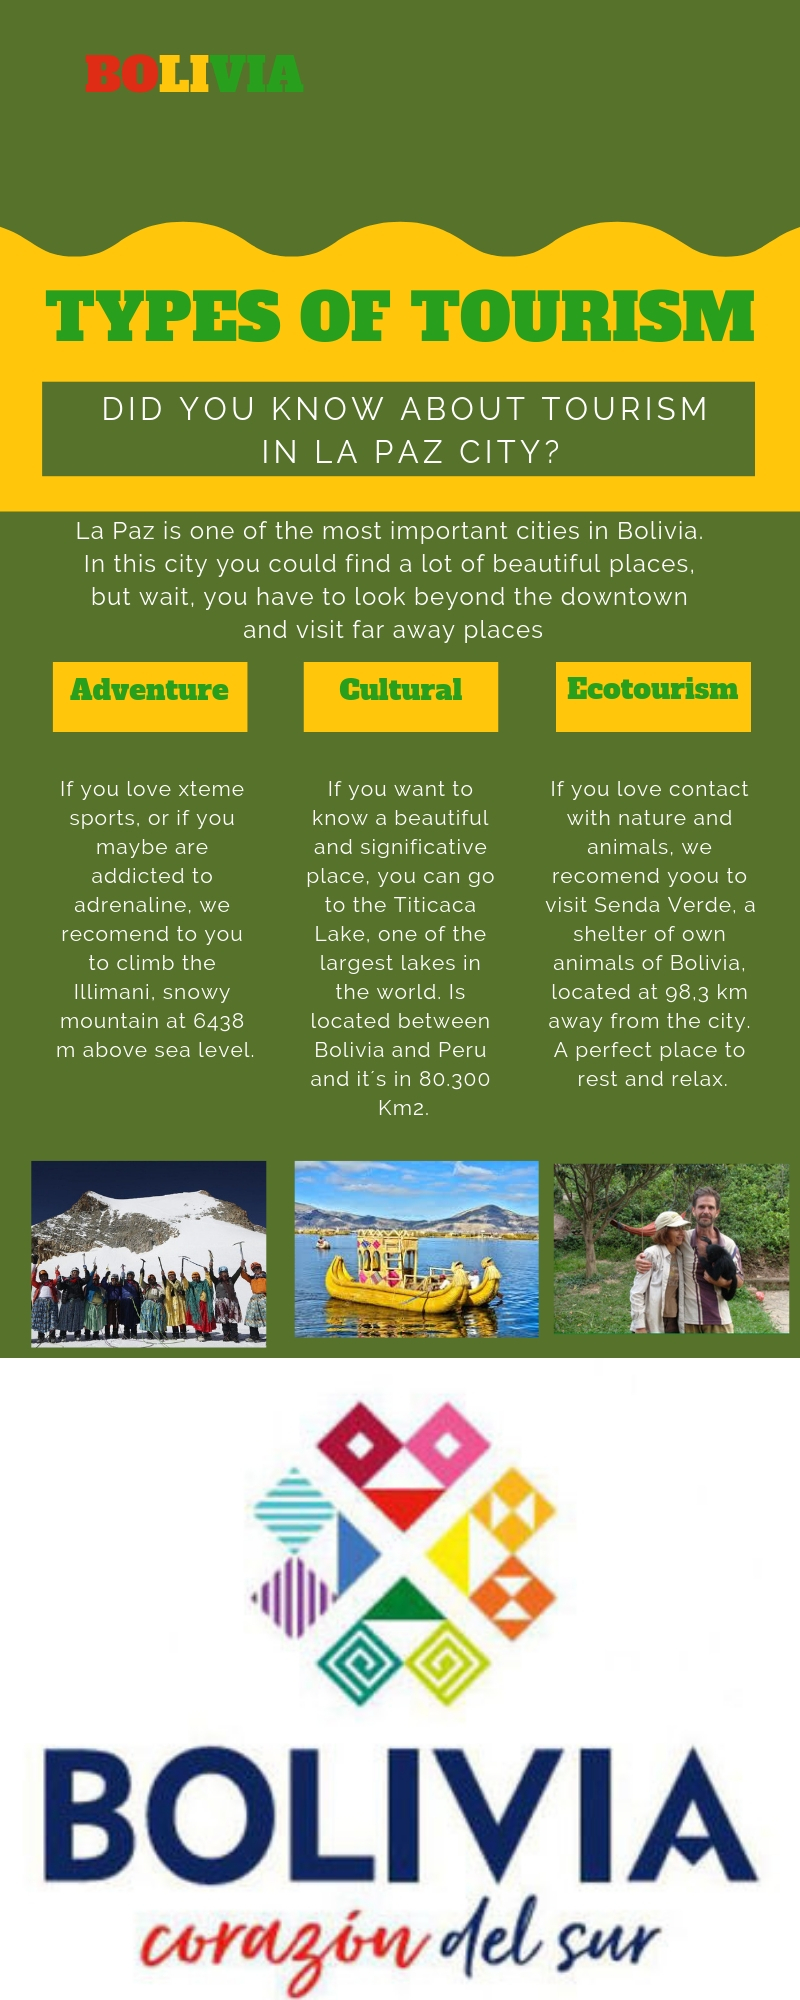 BOLIVIA
TYPES OF TOURISM
DID YOU KNOW ABOUT TOURISM
IN LA PAZ CITY?
La Paz is one of the most important cities in Bolivia.
In this city you could find a lot of beautiful places,
but wait, you have to look beyond the downtown
and visit far away places
Adventure
If you love xteme
sports, or if you
maybe are
addicted to
adrenaline, we
recomend to you
to climb the
Illimani, snowy
mountain at 6438
m above sea level.
Cultural
If you want to
know a beautiful
and significative
place, you can go
to the Titicaca
Lake, one of the
largest lakes in
the world. Is
located between
Bolivia and Peru
and it´s in 80.300
Km2.
Ecotourism
If you love contact
with nature and
animals, we
recomend yoou to
visit Senda Verde, a
shelter of own
animals of Bolivia,
located at 98,3 km
away from the city.
A perfect place to
rest and relax.
BOLIVIA
corazón del sur